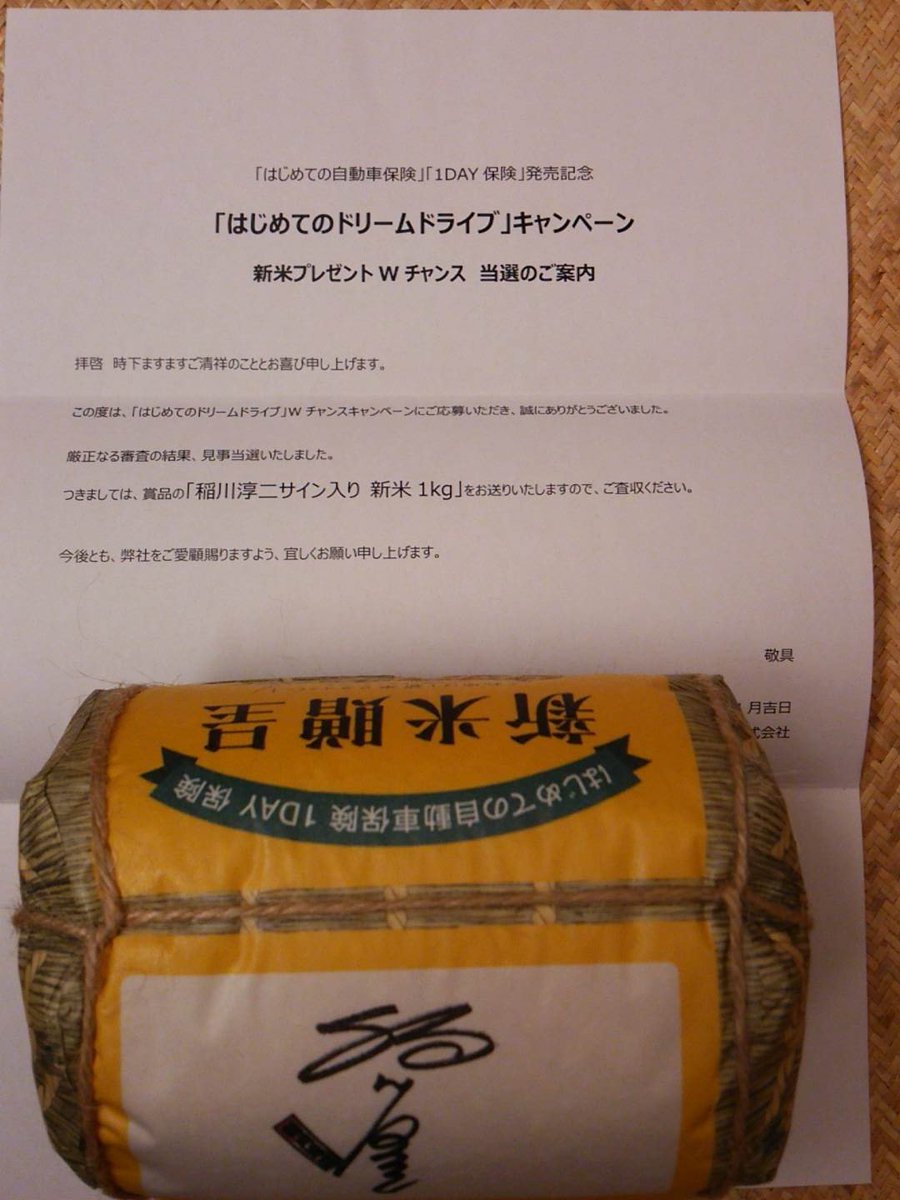 「はじめての自動車保険」「1DAY 保険」発売記念
「はじめてのドリームドライブ」キャンペーン
新米プレゼント W チャンス 当選のご案内
拝啓 時下ますますご清祥のこととお喜び申し上げます。
この度は、「はじめてのドリームドライブ」W チャンスキャンペーンにご応募いただき、誠にありがとうございました。
厳正なる審査の結果、見事当選いたしました。
つきましては、賞品の「稲川淳二サイン入り 新米 1kg」をお送りいたしますので、ご査収ください。
今後とも、弊社をご愛顧賜りますよう、宜しくお願い申し上げます。
敬具
月吉日
式会社
新米贈呈
はじめての自動車保険 1DAY 保険